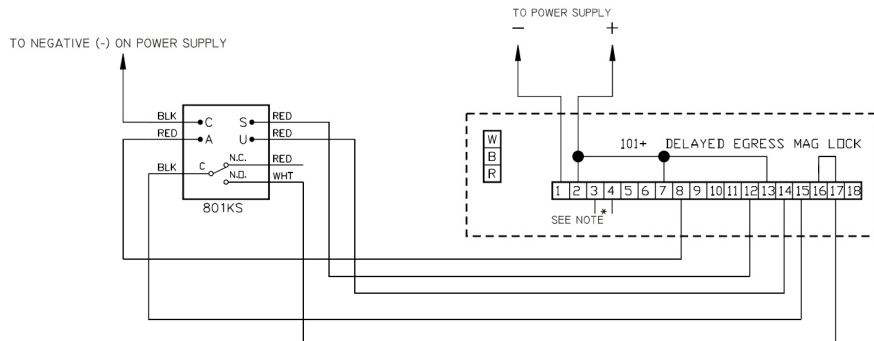 TO POWER SUPPLY
− +
TO NEGATIVE (-) ON POWER SUPPLY
BLK C S RED
RED A U RED
BLK C N.C. RED
N.O. WHT
801KS
W
B
R
101+ DELAYED EGRESS MAG LOCK
1 2 3 4 5 6 7 8 9 10 11 12 13 14 15 16 17 18
SEE NOTE *